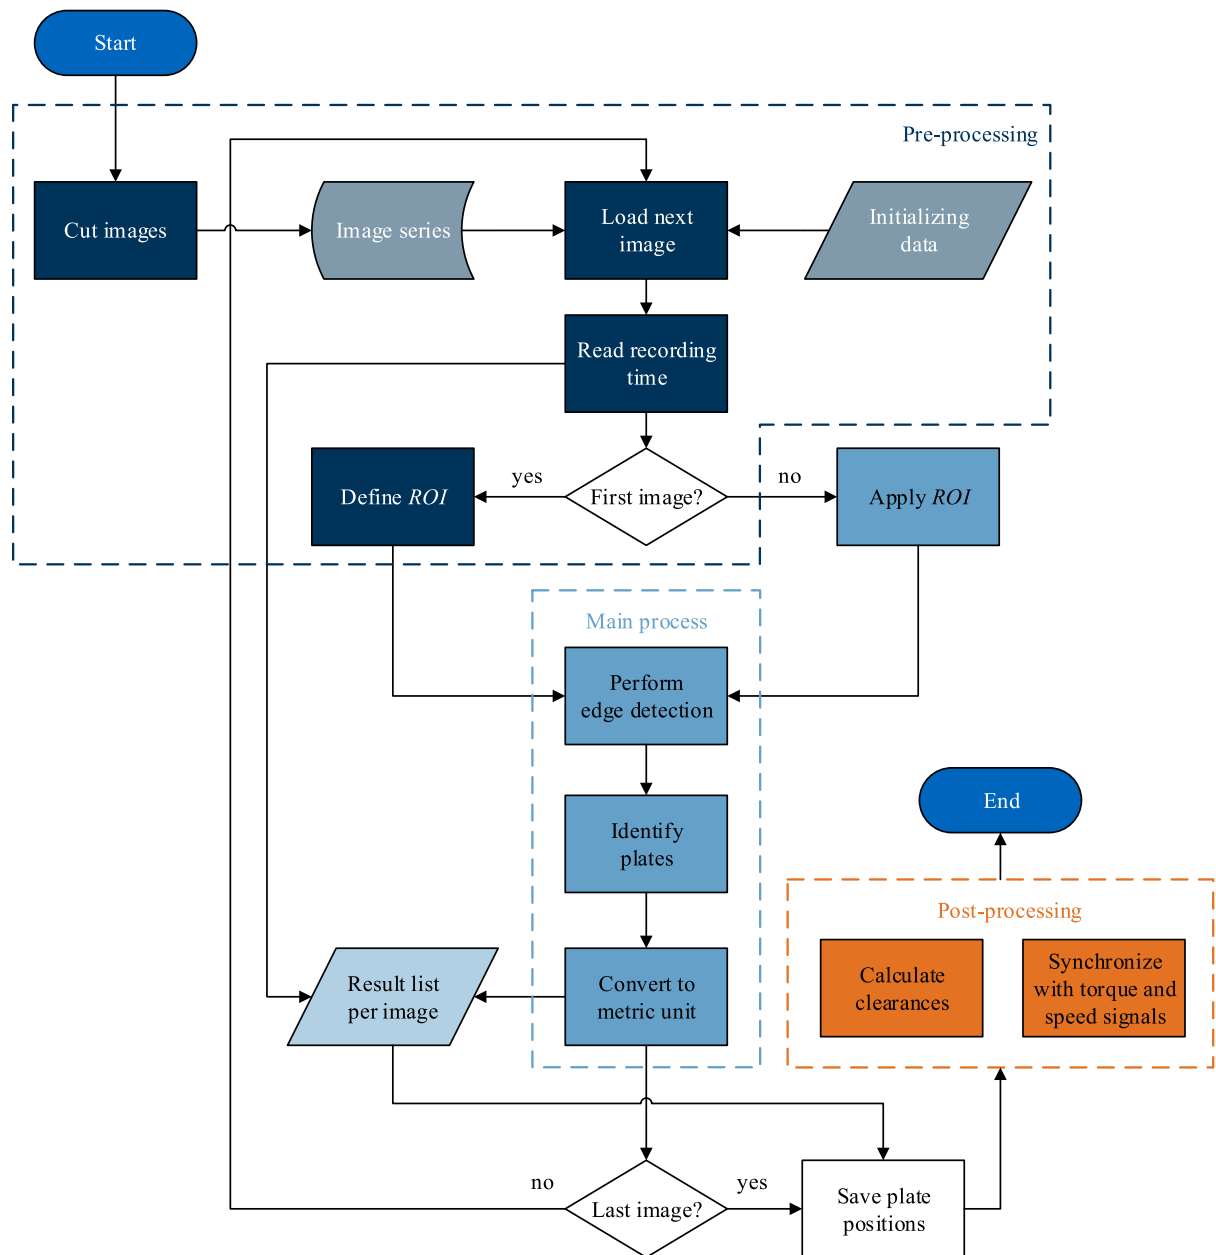 Start
Pre-processing
Cut images
Image series
Load next
image
Initializing
data
Read recording
time
Define ROI
yes
First image?
no
Apply ROI
Main process
Perform
edge detection
Identify
plates
End
Post-processing
Calculate
clearances
Synchronize
with torque and
speed signals
Result list
per image
Convert to
metric unit
no
Last image?
yes
Save plate
positions